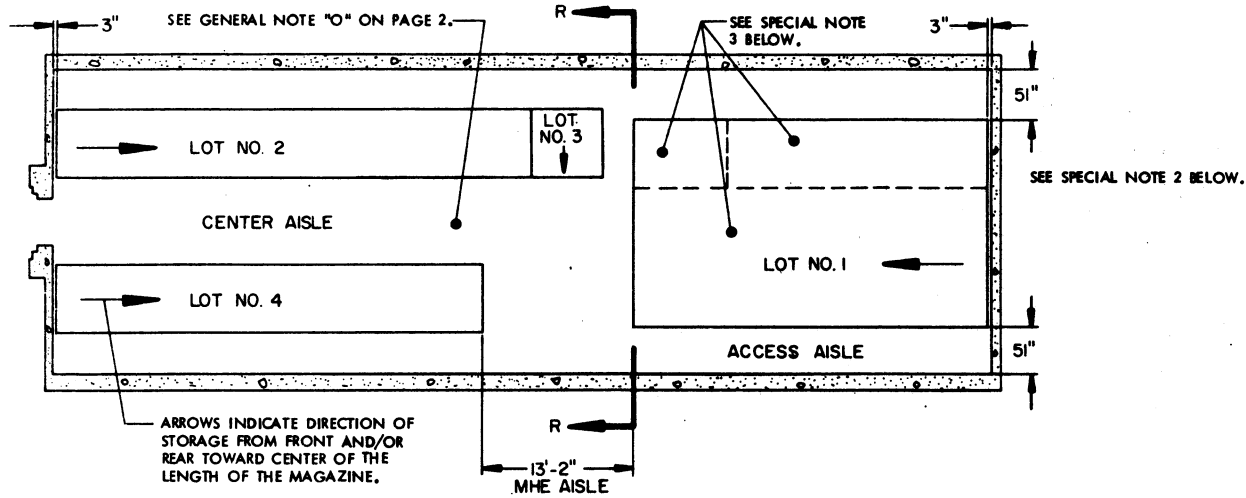 3"
SEE GENERAL NOTE "O" ON PAGE 2.
R
SEE SPECIAL NOTE
3 BELOW.
3"
51"
LOT
NO. 3
LOT NO. 2
SEE SPECIAL NOTE 2 BELOW.
CENTER AISLE
LOT NO. 1
LOT NO. 4
ACCESS AISLE
51"
ARROWS INDICATE DIRECTION OF
STORAGE FROM FRONT AND/OR
REAR TOWARD CENTER OF THE
LENGTH OF THE MAGAZINE.
R
13'-2"
MHE AISLE